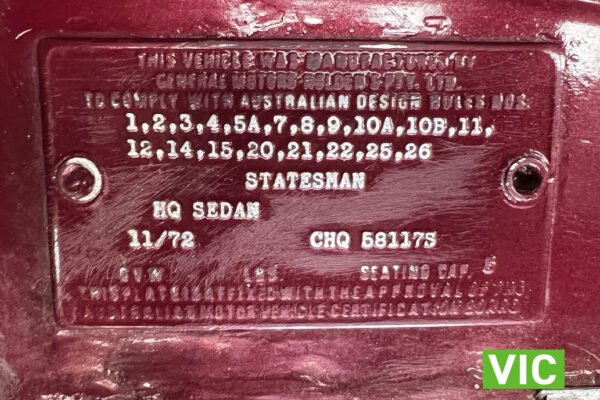 THIS VEHICLE WAS MANUFACTURED BY
GENERAL MOTORS-HOLDEN'S PTY. LTD.
TO COMPLY WITH AUSTRALIAN DESIGN RULES NOS.
1,2,3,4,5A,7,8,9,10A,10B,11,
12,14,15,20,21,22,25,26
STATESMAN
HQ SEDAN
11/72 CHQ 58117S
G.V.W. LBS. SEATING CAP. 5
THIS PLATE IS AFFIXED WITH THE APPROVAL OF THE
AUSTRALIAN MOTOR VEHICLE CERTIFICATION BOARD
VIC